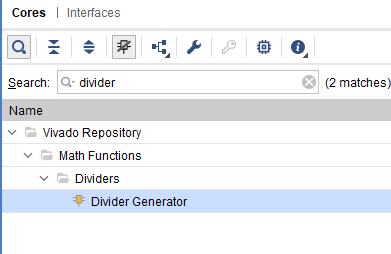 Cores | Interfaces
Search: divider (2 matches)
Name
Vivado Repository
Math Functions
Dividers
Divider Generator